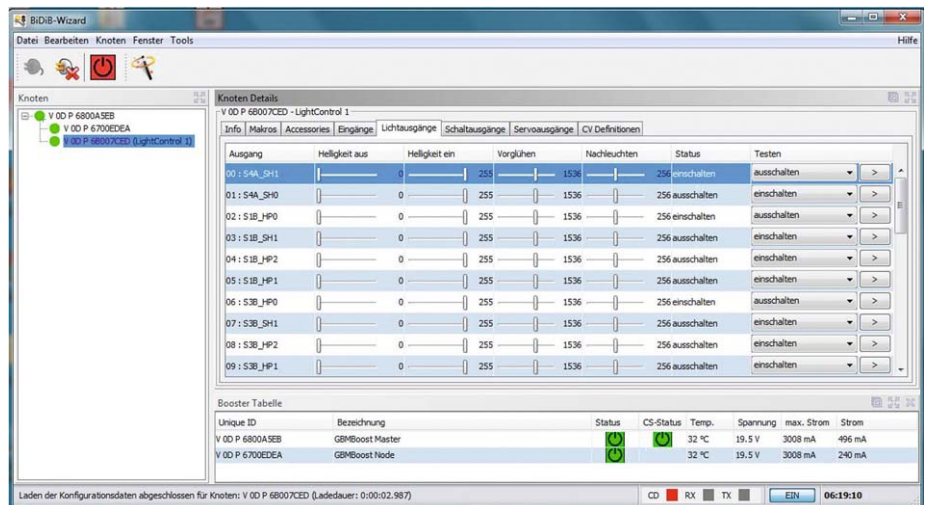 BiDiB-Wizard
Datei Bearbeiten Knoten Fenster Tools Hilfe
Knoten
V 0D P 6800A5EB
V 0D P 6700EDEA
V 0D P 6B007CED (LightControl 1)
Knoten Details
V 0D P 6B007CED - LightControl 1
Info Makros Accessories Eingänge Lichtausgänge Schaltausgänge Servoausgänge CV Definitionen
Ausgang Helligkeit aus Helligkeit ein Vorglühen Nachleuchten Status Testen
00 : S4A_SH1 0 255 1536 256 einschalten ausschalten >
01 : S4A_SH0 0 255 1536 256 ausschalten einschalten >
02 : S1B_HP0 0 255 1536 256 einschalten ausschalten >
03 : S1B_SH1 0 255 1536 256 ausschalten einschalten >
04 : S1B_HP2 0 255 1536 256 ausschalten einschalten >
05 : S1B_HP1 0 255 1536 256 ausschalten einschalten >
06 : S3B_HP0 0 255 1536 256 einschalten ausschalten >
07 : S3B_SH1 0 255 1536 256 ausschalten einschalten >
08 : S3B_HP2 0 255 1536 256 ausschalten einschalten >
09 : S3B_HP1 0 255 1536 256 ausschalten einschalten >
Booster Tabelle
Unique ID Bezeichnung Status CS-Status Temp. Spannung max. Strom Strom
V 0D P 6800A5EB GBMBoost Master 32 °C 19.5 V 3008 mA 496 mA
V 0D P 6700EDEA GBMBoost Node 32 °C 19.5 V 3008 mA 240 mA
Laden der Konfigurationsdaten abgeschlossen für Knoten: V 0D P 6B007CED (Ladedauer: 0:00:02.987) CD RX TX EIN 06:19:10